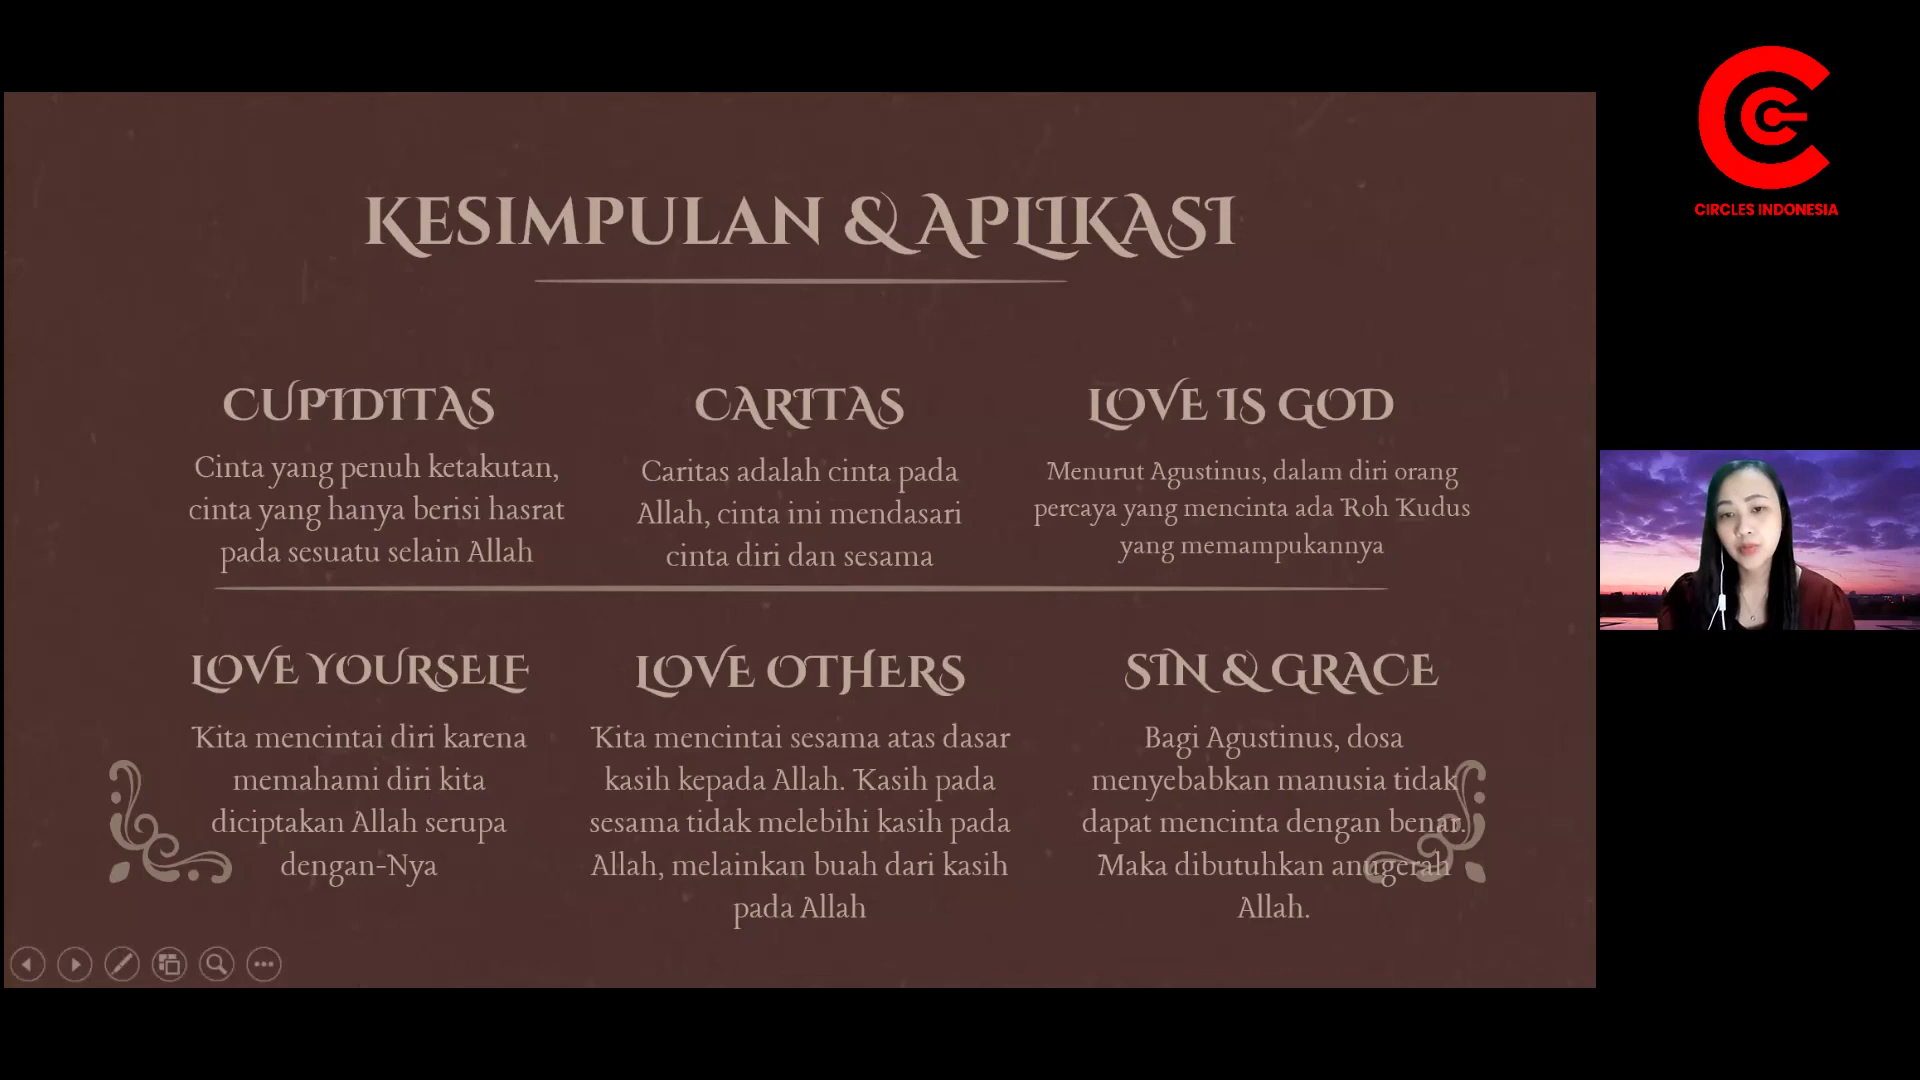 KESIMPULAN & APLIKASI
CUPIDITAS
Cinta yang penuh ketakutan,
cinta yang hanya berisi hasrat
pada sesuatu selain Allah
CARITAS
Caritas adalah cinta pada
Allah, cinta ini mendasari
cinta diri dan sesama
LOVE IS GOD
Menurut Agustinus, dalam diri orang
percaya yang mencinta ada Roh Kudus
yang memampukannya
LOVE YOURSELF
Kita mencintai diri karena
memahami diri kita
diciptakan Allah serupa
dengan-Nya
LOVE OTHERS
Kita mencintai sesama atas dasar
kasih kepada Allah. Kasih pada
sesama tidak melebihi kasih pada
Allah, melainkan buah dari kasih
pada Allah
SIN & GRACE
Bagi Agustinus, dosa
menyebabkan manusia tidak
dapat mencinta dengan benar.
Maka dibutuhkan anugerah
Allah.
CIRCLES INDONESIA